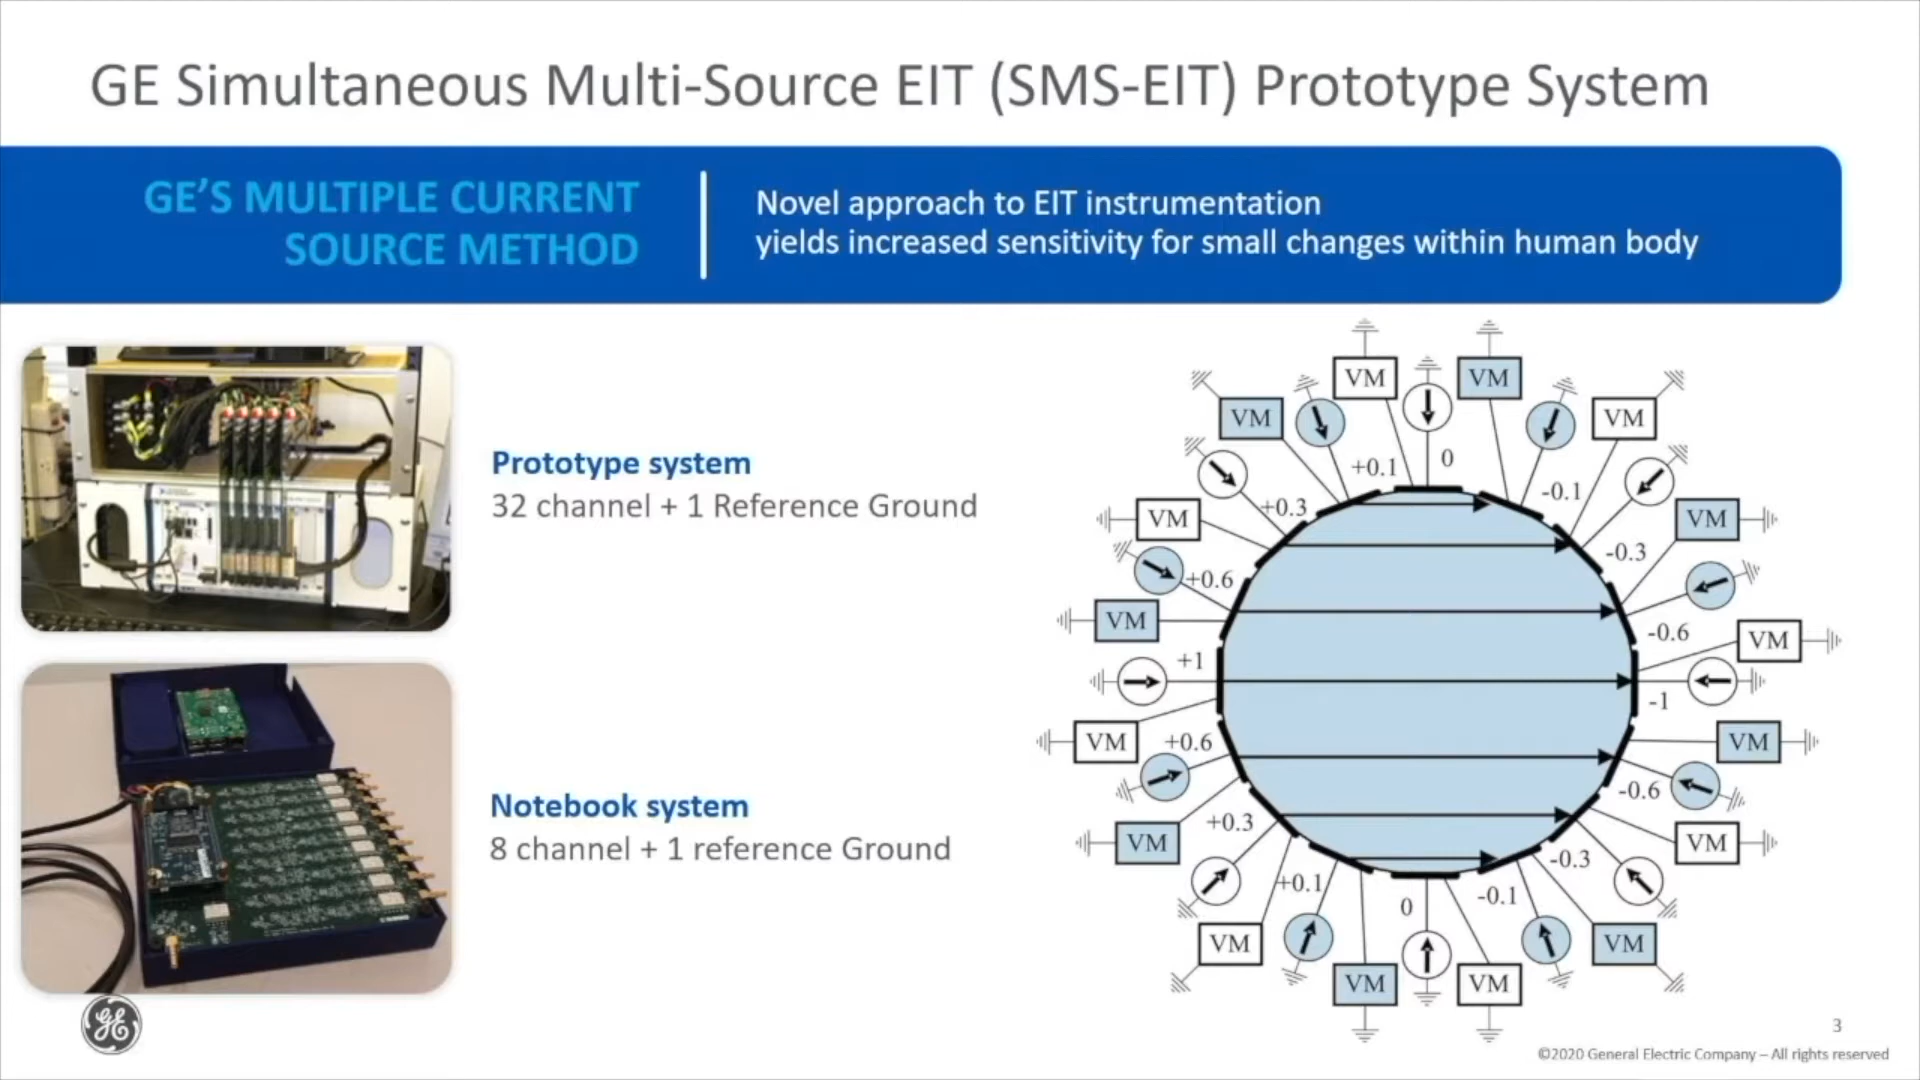 GE Simultaneous Multi-Source EIT (SMS-EIT) Prototype System
GE'S MULTIPLE CURRENT
SOURCE METHOD
Novel approach to EIT instrumentation
yields increased sensitivity for small changes within human body
Prototype system
32 channel + 1 Reference Ground
Notebook system
8 channel + 1 reference Ground
VM
VM
VM
VM
+0.1
0
-0.1
+0.3
VM
VM
-0.3
+0.6
VM
-0.6
VM
+1
-1
VM
+0.6
VM
-0.6
+0.3
VM
VM
-0.3
+0.1
-0.1
0
VM
VM
VM
VM
GE
3
©2020 General Electric Company – All rights reserved